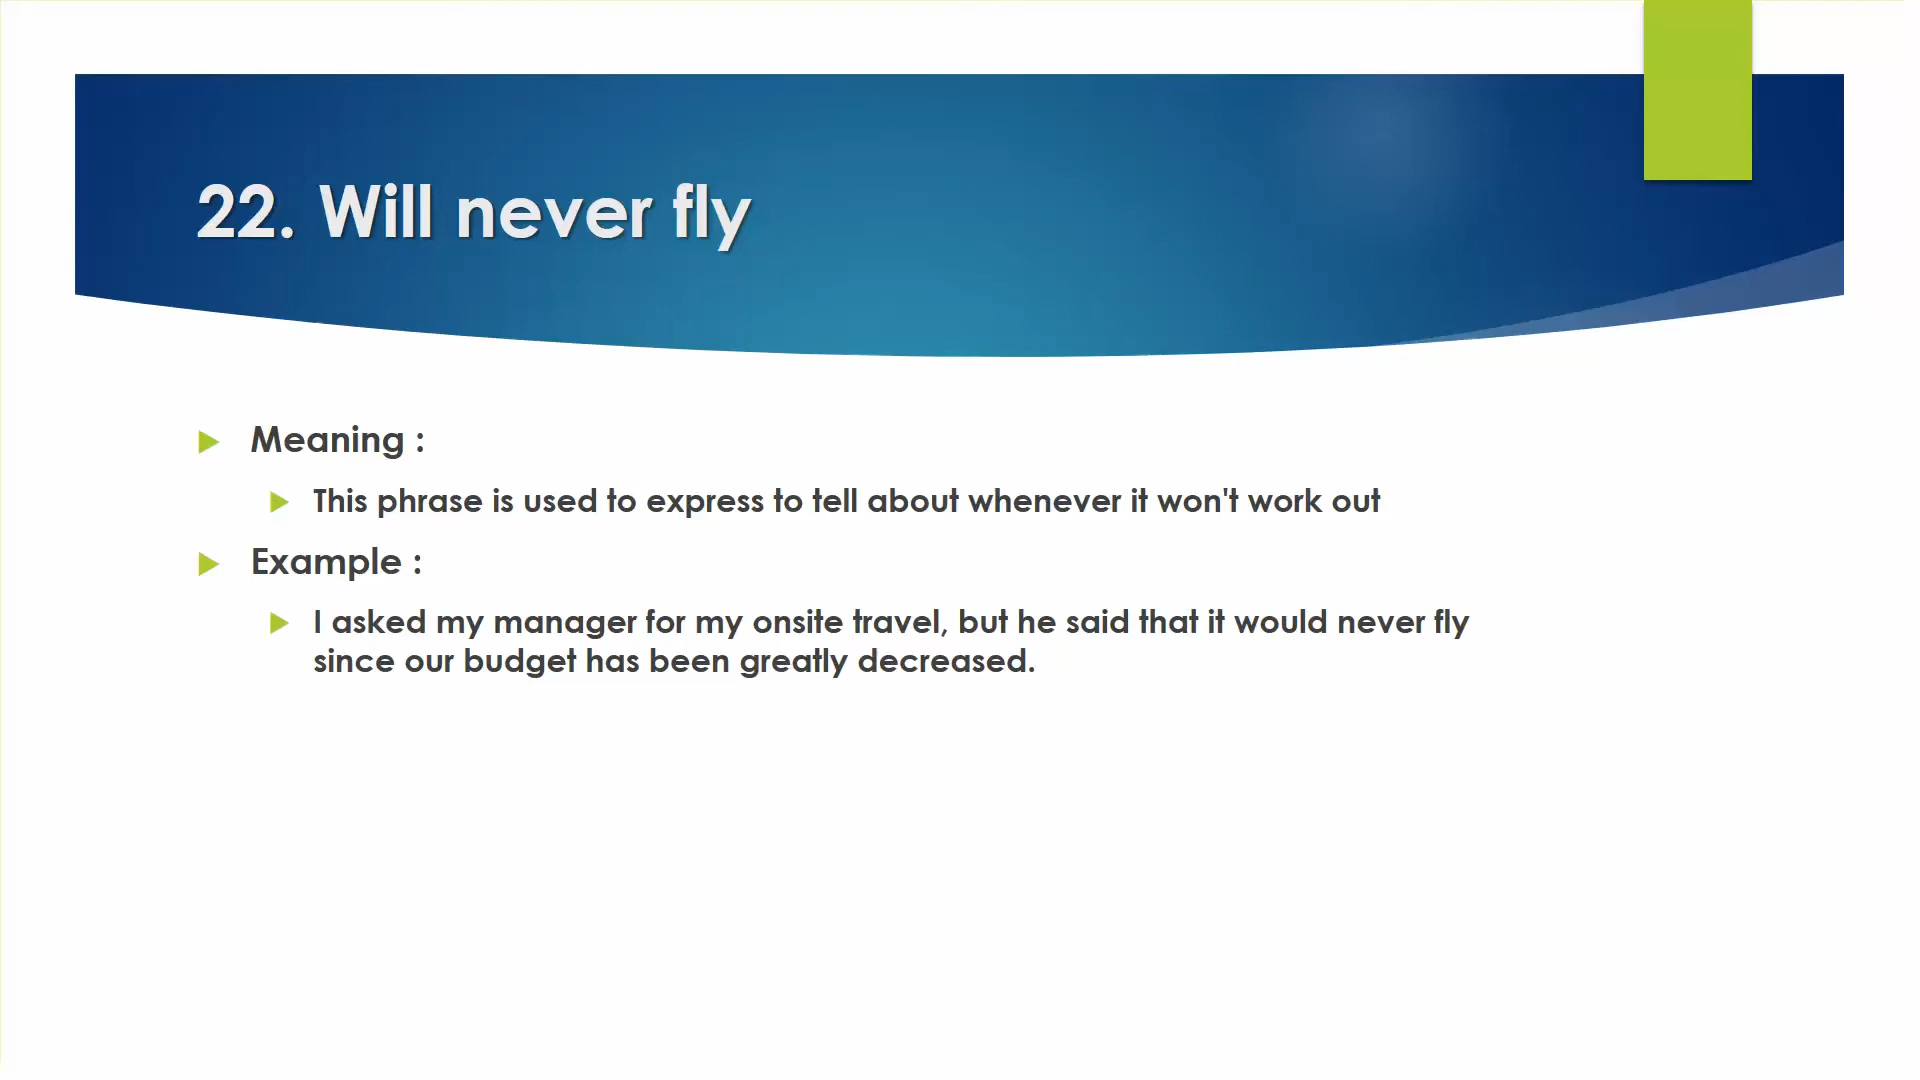 22. Will never fly
Meaning :
This phrase is used to express to tell about whenever it won't work out
Example :
I asked my manager for my onsite travel, but he said that it would never fly
since our budget has been greatly decreased.